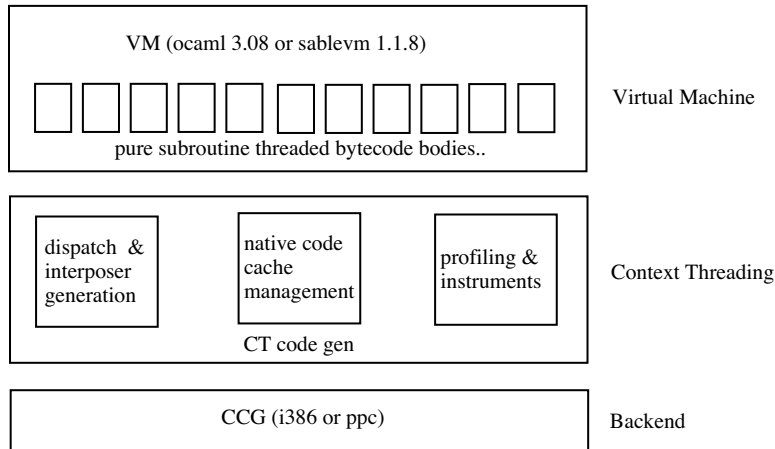 VM (ocaml 3.08 or sablevm 1.1.8)
Virtual Machine
pure subroutine threaded bytecode bodies..
dispatch &
interposer
generation
native code
cache
management
profiling &
instruments
Context Threading
CT code gen
CCG (i386 or ppc)
Backend